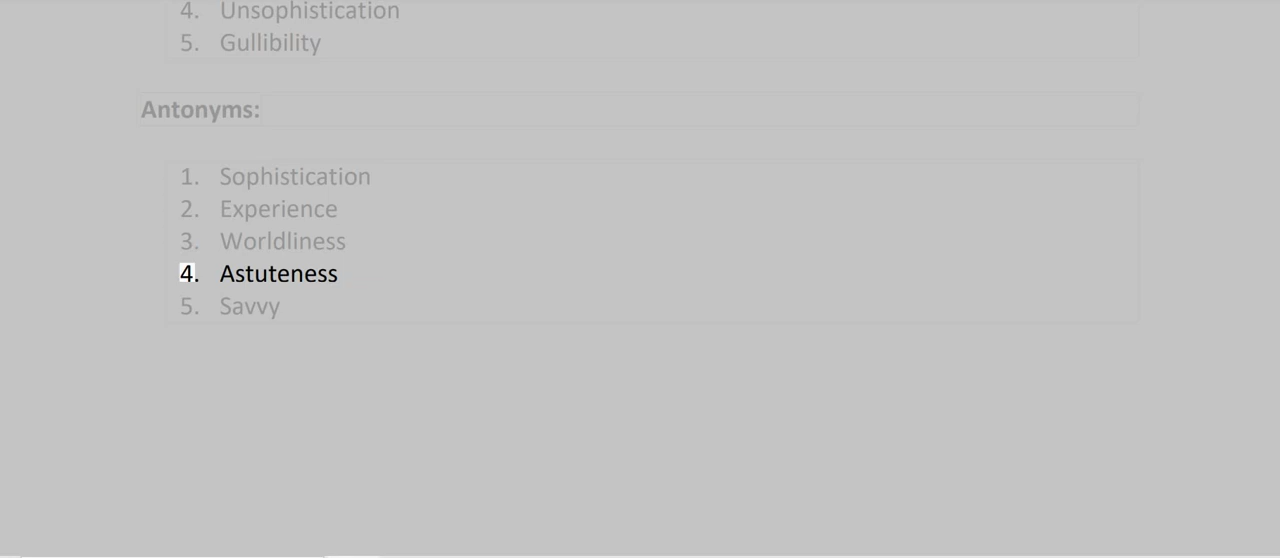 4. Unsophistication
5. Gullibility
Antonyms:
1. Sophistication
2. Experience
3. Worldliness
4. Astuteness
5. Savvy